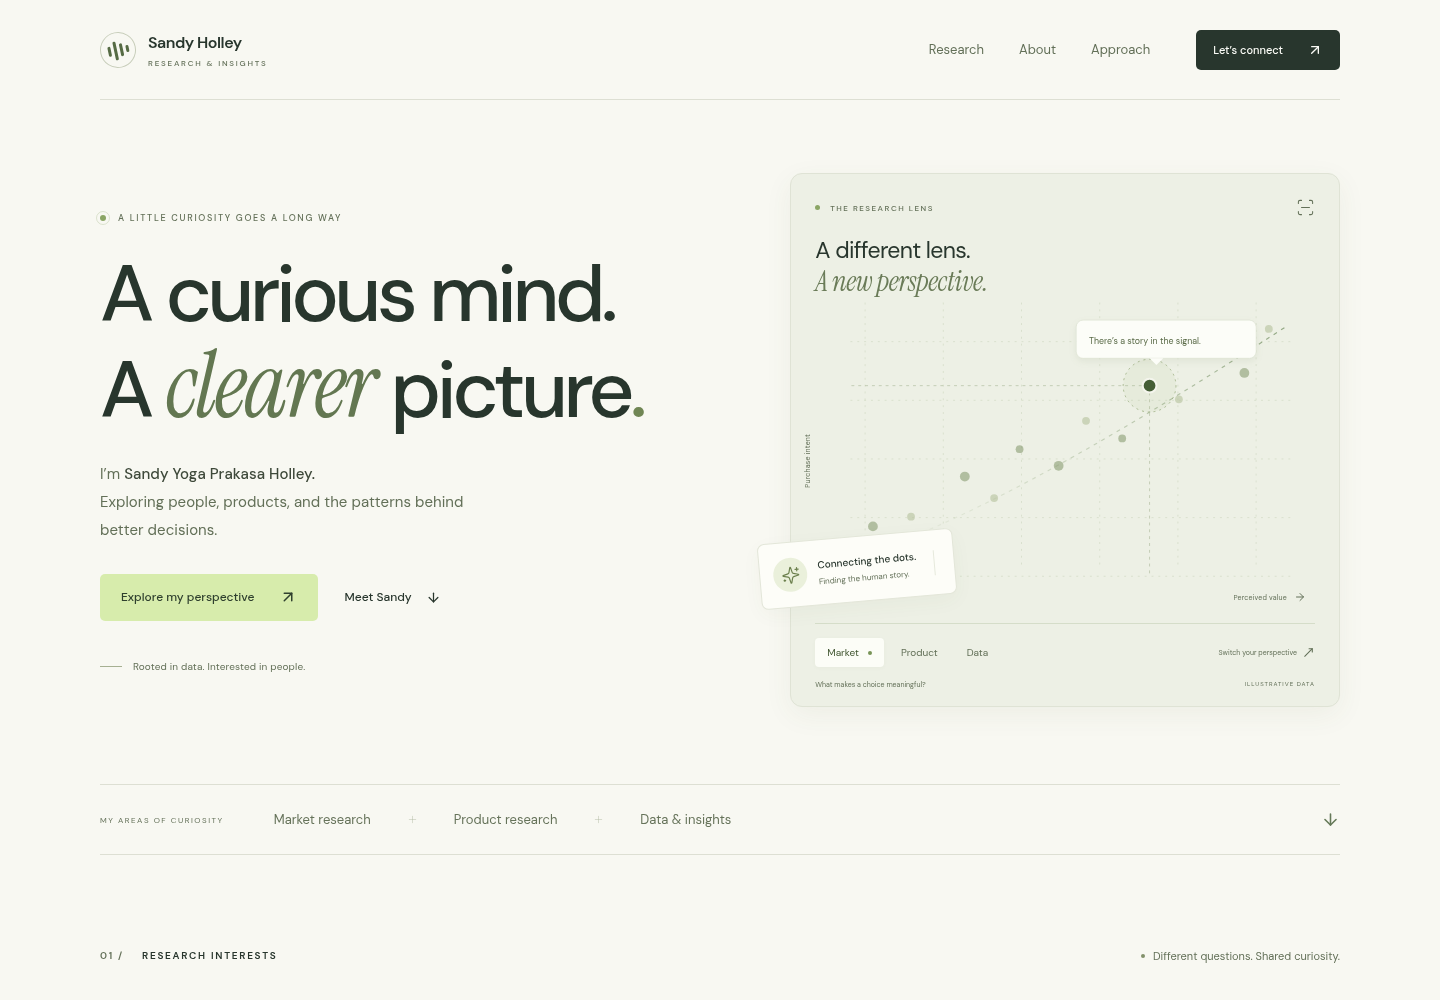 Sandy Holley
RESEARCH & INSIGHTS
Research
About
Approach
Let's connect
A LITTLE CURIOSITY GOES A LONG WAY
A curious mind.
A clearer picture.
I'm Sandy Yoga Prakasa Holley.
Exploring people, products, and the patterns behind
better decisions.
Explore my perspective
Meet Sandy
Rooted in data. Interested in people.
THE RESEARCH LENS
A different lens.
A new perspective.
There's a story in the signal.
Purchase intent
Connecting the dots.
Finding the human story.
Perceived value
Market
Product
Data
Switch your perspective
What makes a choice meaningful?
ILLUSTRATIVE DATA
MY AREAS OF CURIOSITY
Market research
+
Product research
+
Data & insights
01 /
RESEARCH INTERESTS
Different questions. Shared curiosity.